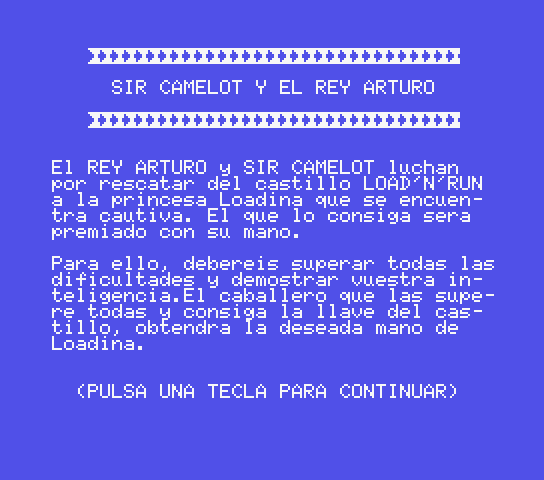 SIR CAMELOT Y EL REY ARTURO
El REY ARTURO y SIR CAMELOT luchan
por rescatar del castillo LOAD´N´RUN
a la princesa Loadina que se encuen-
tra cautiva. El que lo consiga sera
premiado con su mano.
Para ello, debereis superar todas las
dificultades y demostrar vuestra in-
teligencia.El caballero que las supe-
re todas y consiga la llave del cas-
tillo, obtendra la deseada mano de
Loadina.
(PULSA UNA TECLA PARA CONTINUAR)